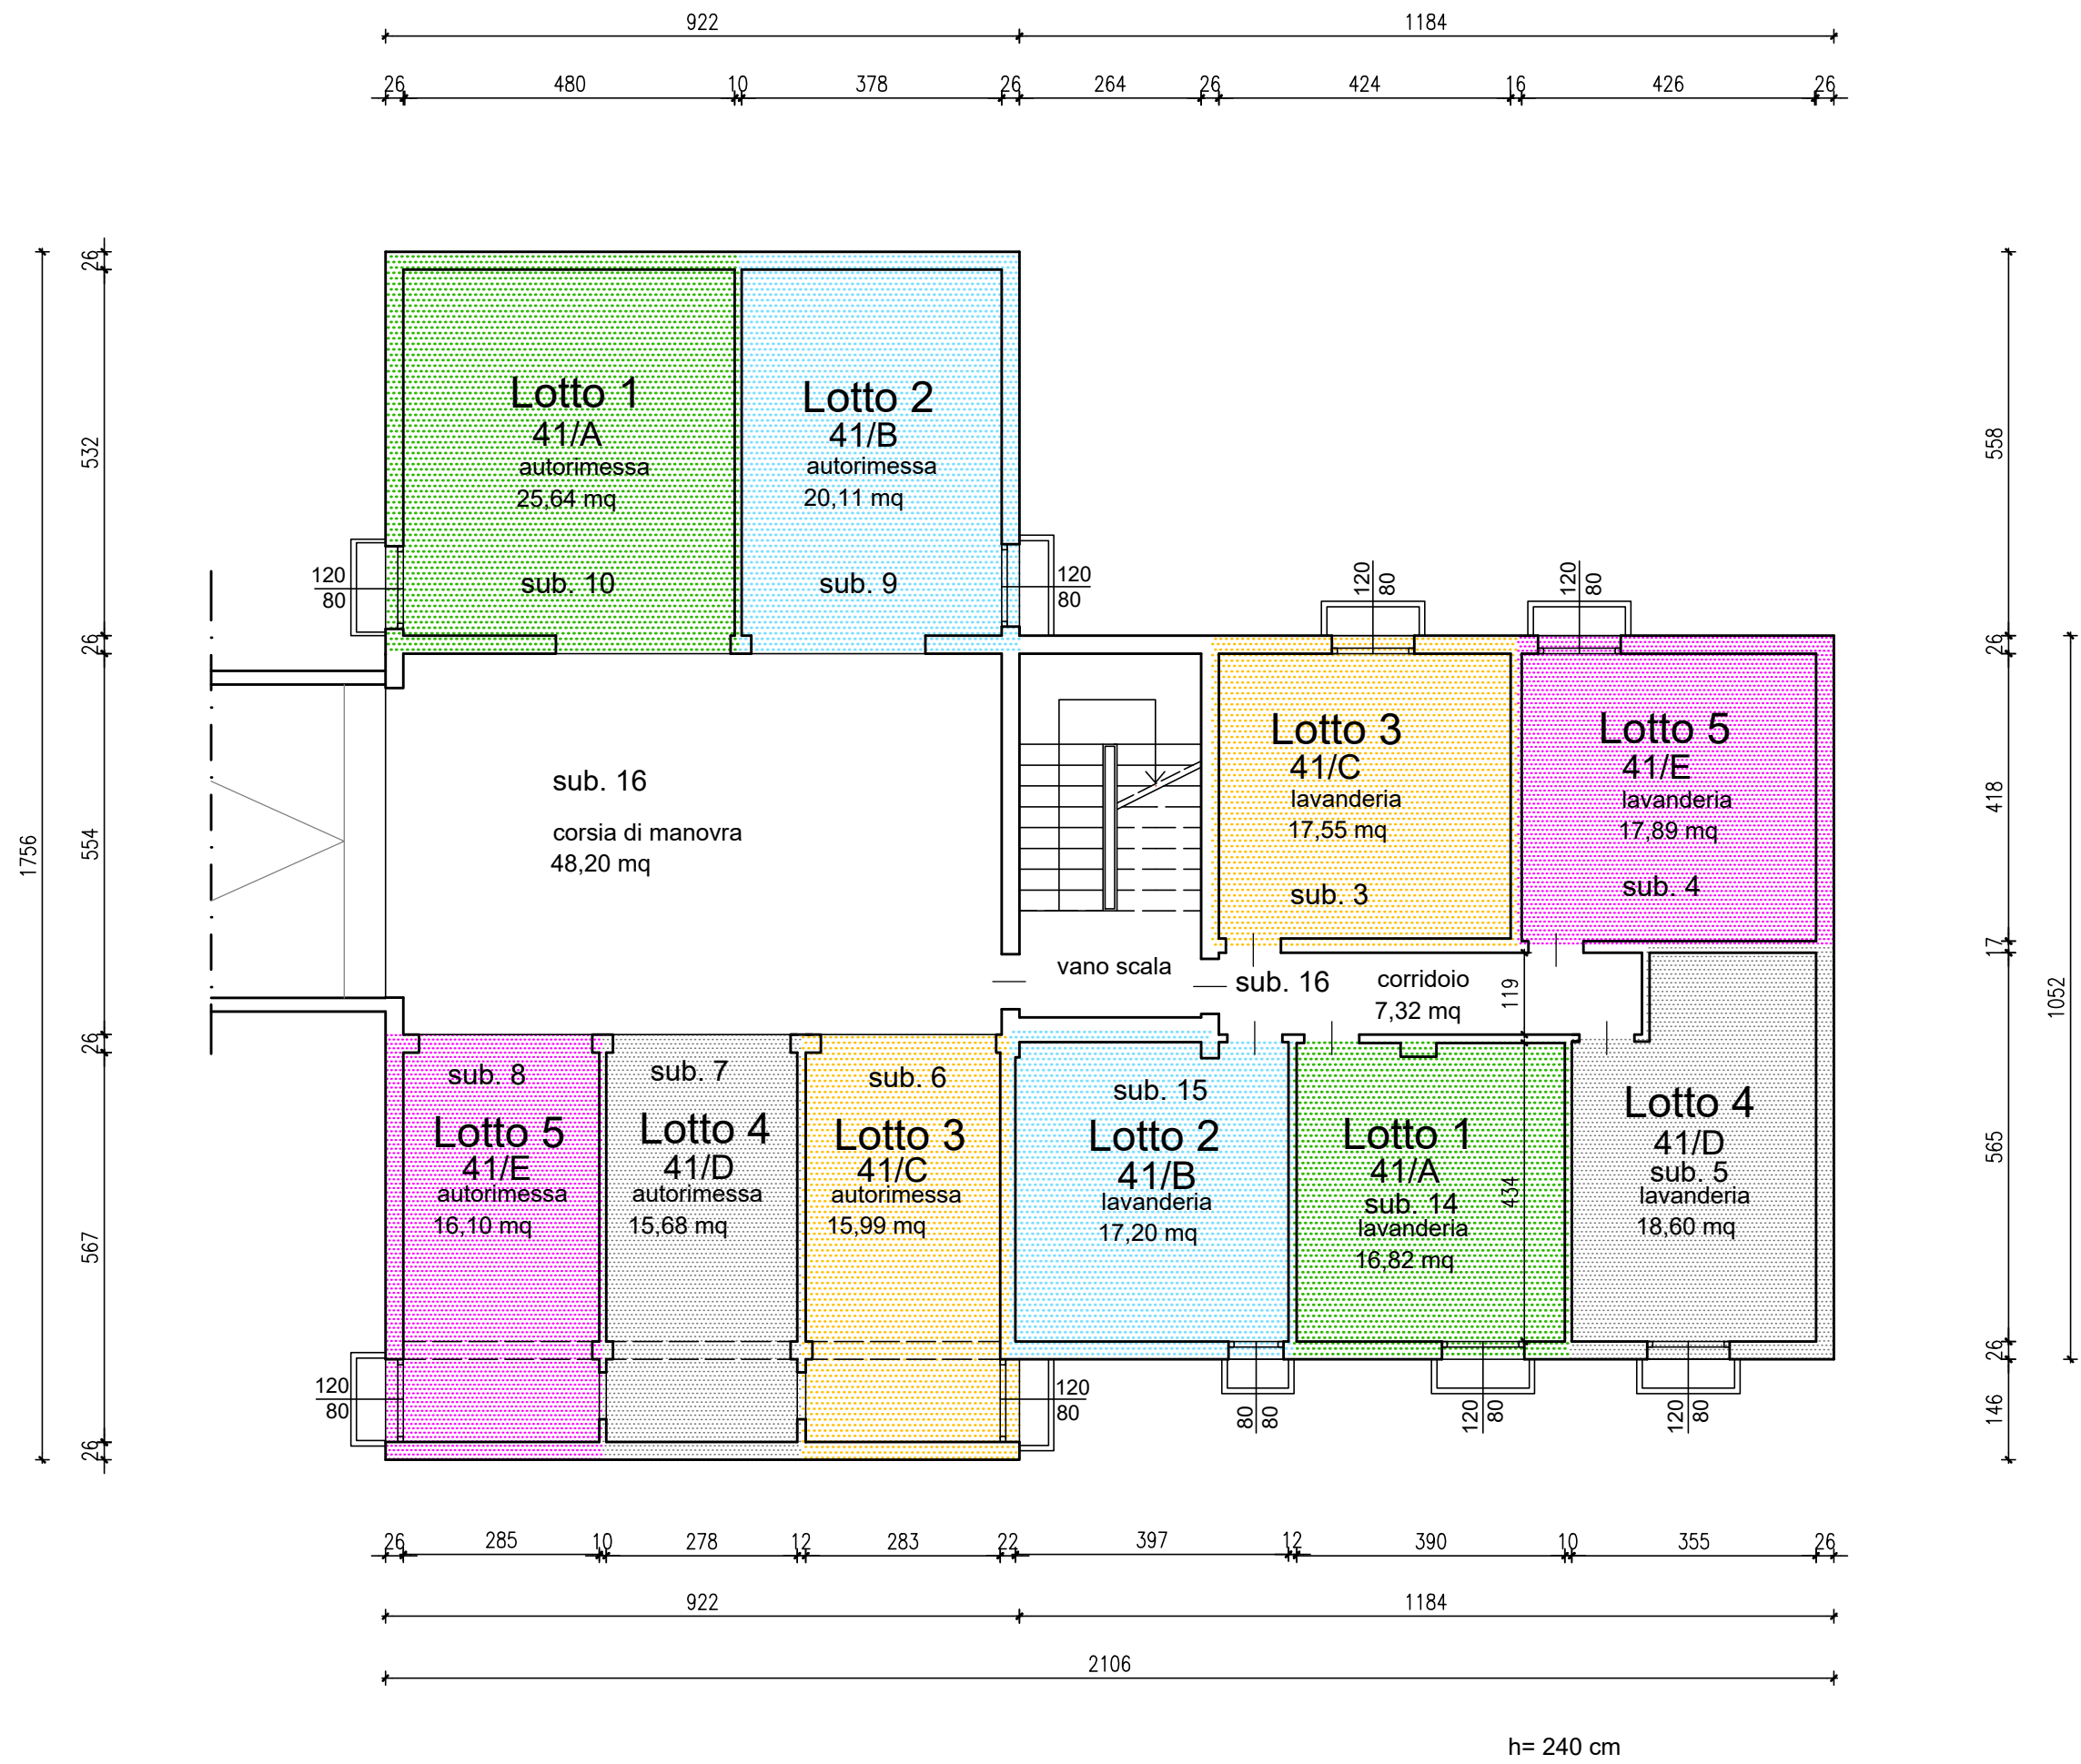 922
1184
26
480
10
378
26
264
26
424
16
426
26
1756
26
532
26
554
26
567
26
558
26
418
17
565
26
146
1052
Lotto 1
41/A
autorimessa
25,64 mq
sub. 10
120
80
Lotto 2
41/B
autorimessa
20,11 mq
sub. 9
120
80
120
80
120
80
sub. 16
corsia di manovra
48,20 mq
Lotto 3
41/C
lavanderia
17,55 mq
sub. 3
Lotto 5
41/E
lavanderia
17,89 mq
sub. 4
vano scala
sub. 16
corridoio
7,32 mq
119
434
sub. 8
Lotto 5
41/E
autorimessa
16,10 mq
120
80
sub. 7
Lotto 4
41/D
autorimessa
15,68 mq
sub. 6
Lotto 3
41/C
autorimessa
15,99 mq
120
80
sub. 15
Lotto 2
41/B
lavanderia
17,20 mq
80
80
Lotto 1
41/A
sub. 14
lavanderia
16,82 mq
120
80
Lotto 4
41/D
sub. 5
lavanderia
18,60 mq
120
80
26
285
10
278
12
283
22
397
12
390
10
355
26
922
1184
2106
h= 240 cm